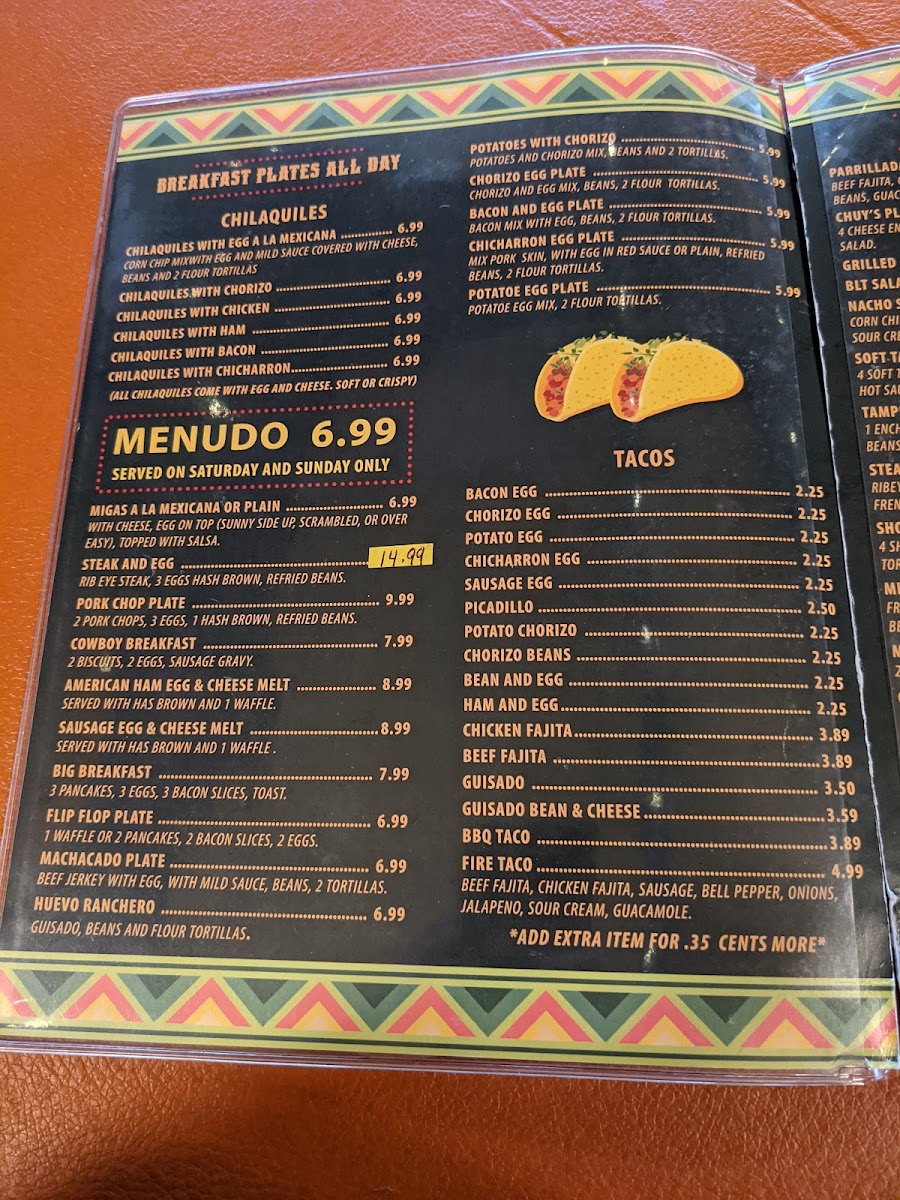 BREAKFAST PLATES ALL DAY
CHILAQUILES
CHILAQUILES WITH EGG A LA MEXICANA 6.99
CORN CHIP MIXWITH EGG AND MILD SAUCE COVERED WITH CHEESE,
BEANS AND 2 FLOUR TORTILLAS
CHILAQUILES WITH CHORIZO 6.99
CHILAQUILES WITH CHICKEN 6.99
CHILAQUILES WITH HAM 6.99
CHILAQUILES WITH BACON 6.99
CHILAQUILES WITH CHICHARRON 6.99
(ALL CHILAQUILES COME WITH EGG AND CHEESE. SOFT OR CRISPY)
MENUDO 6.99
SERVED ON SATURDAY AND SUNDAY ONLY
MIGAS A LA MEXICANA OR PLAIN 6.99
WITH CHEESE, EGG ON TOP (SUNNY SIDE UP, SCRAMBLED, OR OVER
EASY), TOPPED WITH SALSA.
STEAK AND EGG 14.99
RIB EYE STEAK, 3 EGGS HASH BROWN, REFRIED BEANS.
PORK CHOP PLATE 9.99
2 PORK CHOPS, 3 EGGS, 1 HASH BROWN, REFRIED BEANS.
COWBOY BREAKFAST 7.99
2 BISCUITS, 2 EGGS, SAUSAGE GRAVY.
AMERICAN HAM EGG & CHEESE MELT 8.99
SERVED WITH HAS BROWN AND 1 WAFFLE.
SAUSAGE EGG & CHEESE MELT 8.99
SERVED WITH HAS BROWN AND 1 WAFFLE .
BIG BREAKFAST 7.99
3 PANCAKES, 3 EGGS, 3 BACON SLICES, TOAST.
FLIP FLOP PLATE 6.99
1 WAFFLE OR 2 PANCAKES, 2 BACON SLICES, 2 EGGS.
MACHACADO PLATE 6.99
BEEF JERKEY WITH EGG, WITH MILD SAUCE, BEANS, 2 TORTILLAS.
HUEVO RANCHERO 6.99
GUISADO, BEANS AND FLOUR TORTILLAS.
POTATOES WITH CHORIZO 5.99
POTATOES AND CHORIZO MIX, BEANS AND 2 TORTILLAS.
CHORIZO EGG PLATE 5.99
CHORIZO AND EGG MIX, BEANS, 2 FLOUR TORTILLAS.
BACON AND EGG PLATE 5.99
BACON MIX WITH EGG, BEANS, 2 FLOUR TORTILLAS.
CHICHARRON EGG PLATE 5.99
MIX PORK SKIN, WITH EGG IN RED SAUCE OR PLAIN, REFRIED
BEANS, 2 FLOUR TORTILLAS.
POTATOE EGG PLATE 5.99
POTATOE EGG MIX, 2 FLOUR TORTILLAS.
TACOS
BACON EGG 2.25
CHORIZO EGG 2.25
POTATO EGG 2.25
CHICHARRON EGG 2.25
SAUSAGE EGG 2.25
PICADILLO 2.50
POTATO CHORIZO 2.25
CHORIZO BEANS 2.25
BEAN AND EGG 2.25
HAM AND EGG 2.25
CHICKEN FAJITA 3.89
BEEF FAJITA 3.89
GUISADO 3.50
GUISADO BEAN & CHEESE 3.59
BBQ TACO 3.89
FIRE TACO 4.99
BEEF FAJITA, CHICKEN FAJITA, SAUSAGE, BELL PEPPER, ONIONS,
JALAPENO, SOUR CREAM, GUACAMOLE.
*ADD EXTRA ITEM FOR .35 CENTS MORE*
PARRILLADA
BEEF FAJITA,
BEANS,
CHUY'S
4 CHEESE
SALAD.
GRILLED
BLT
NACHO
CORN
SOUR
4 SOFT
HOT
1
BEANS